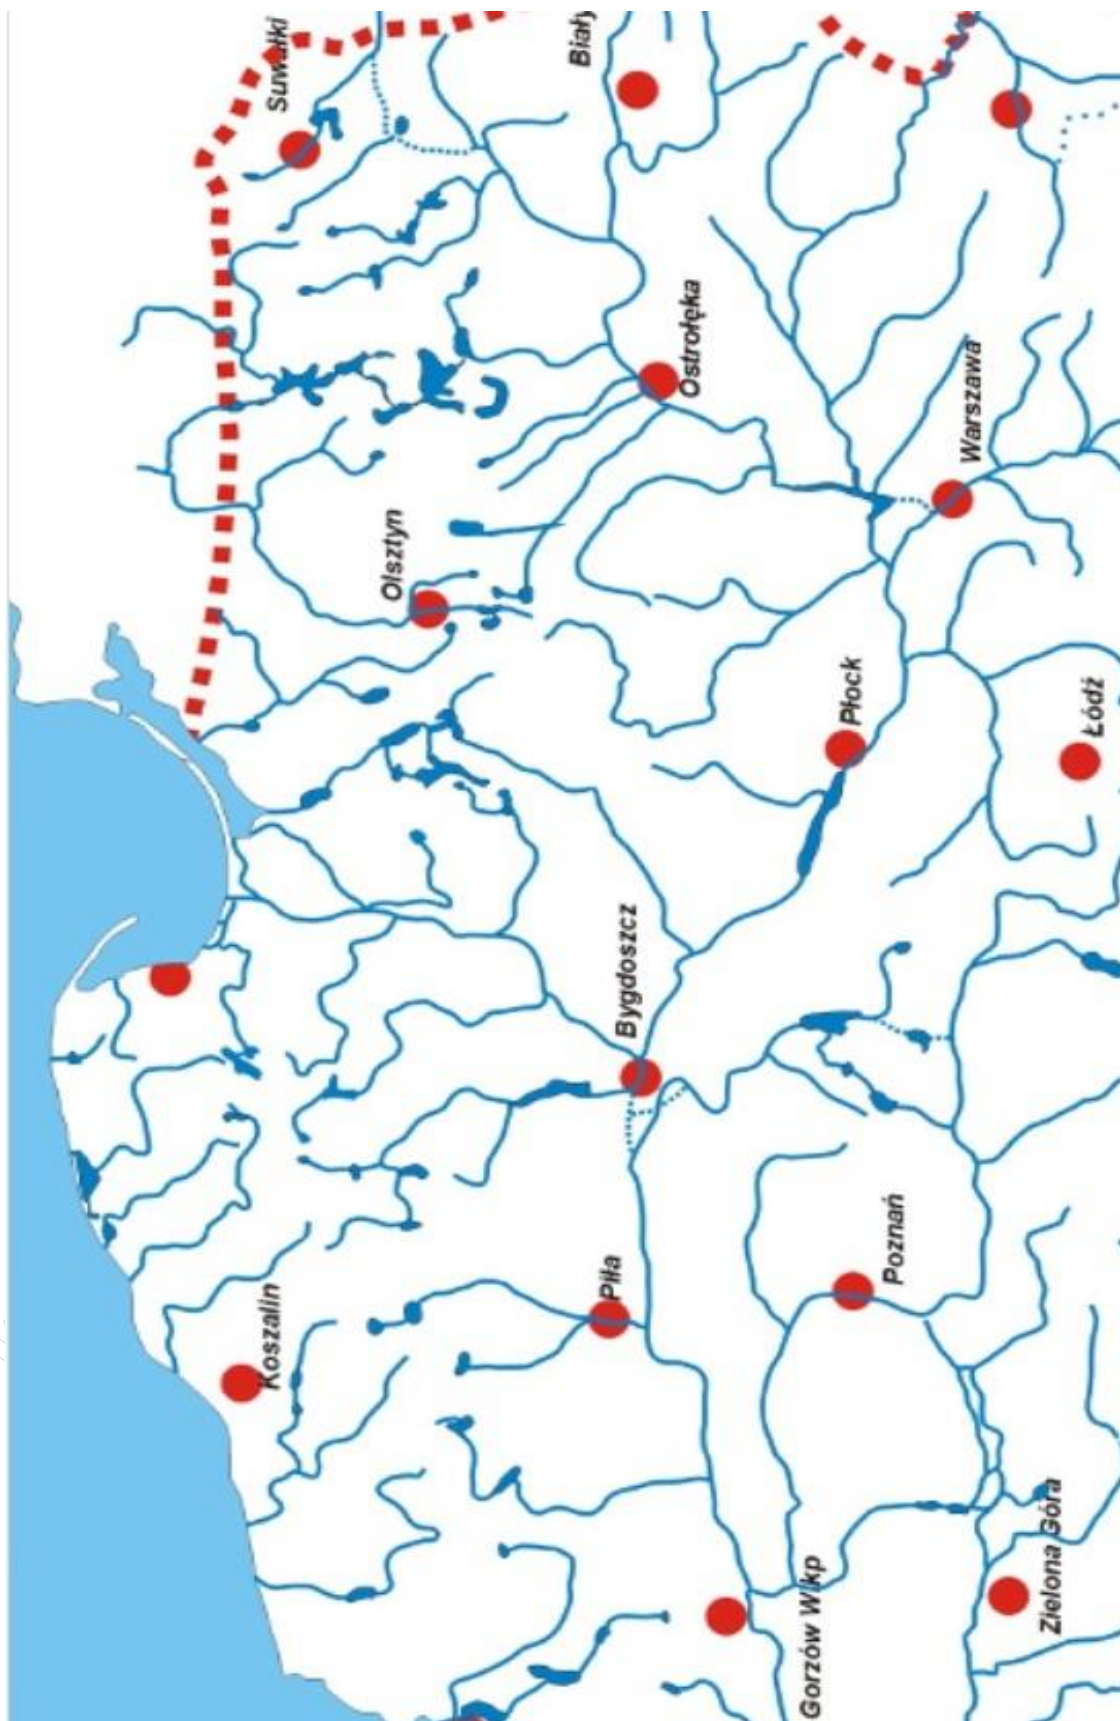 Suwałki
Biały
Ostrołęka
Olsztyn
Warszawa
Płock
Łódź
Bygdoszcz
Poznań
Piła
Koszalin
Gorzów Wlkp
Zielona Góra